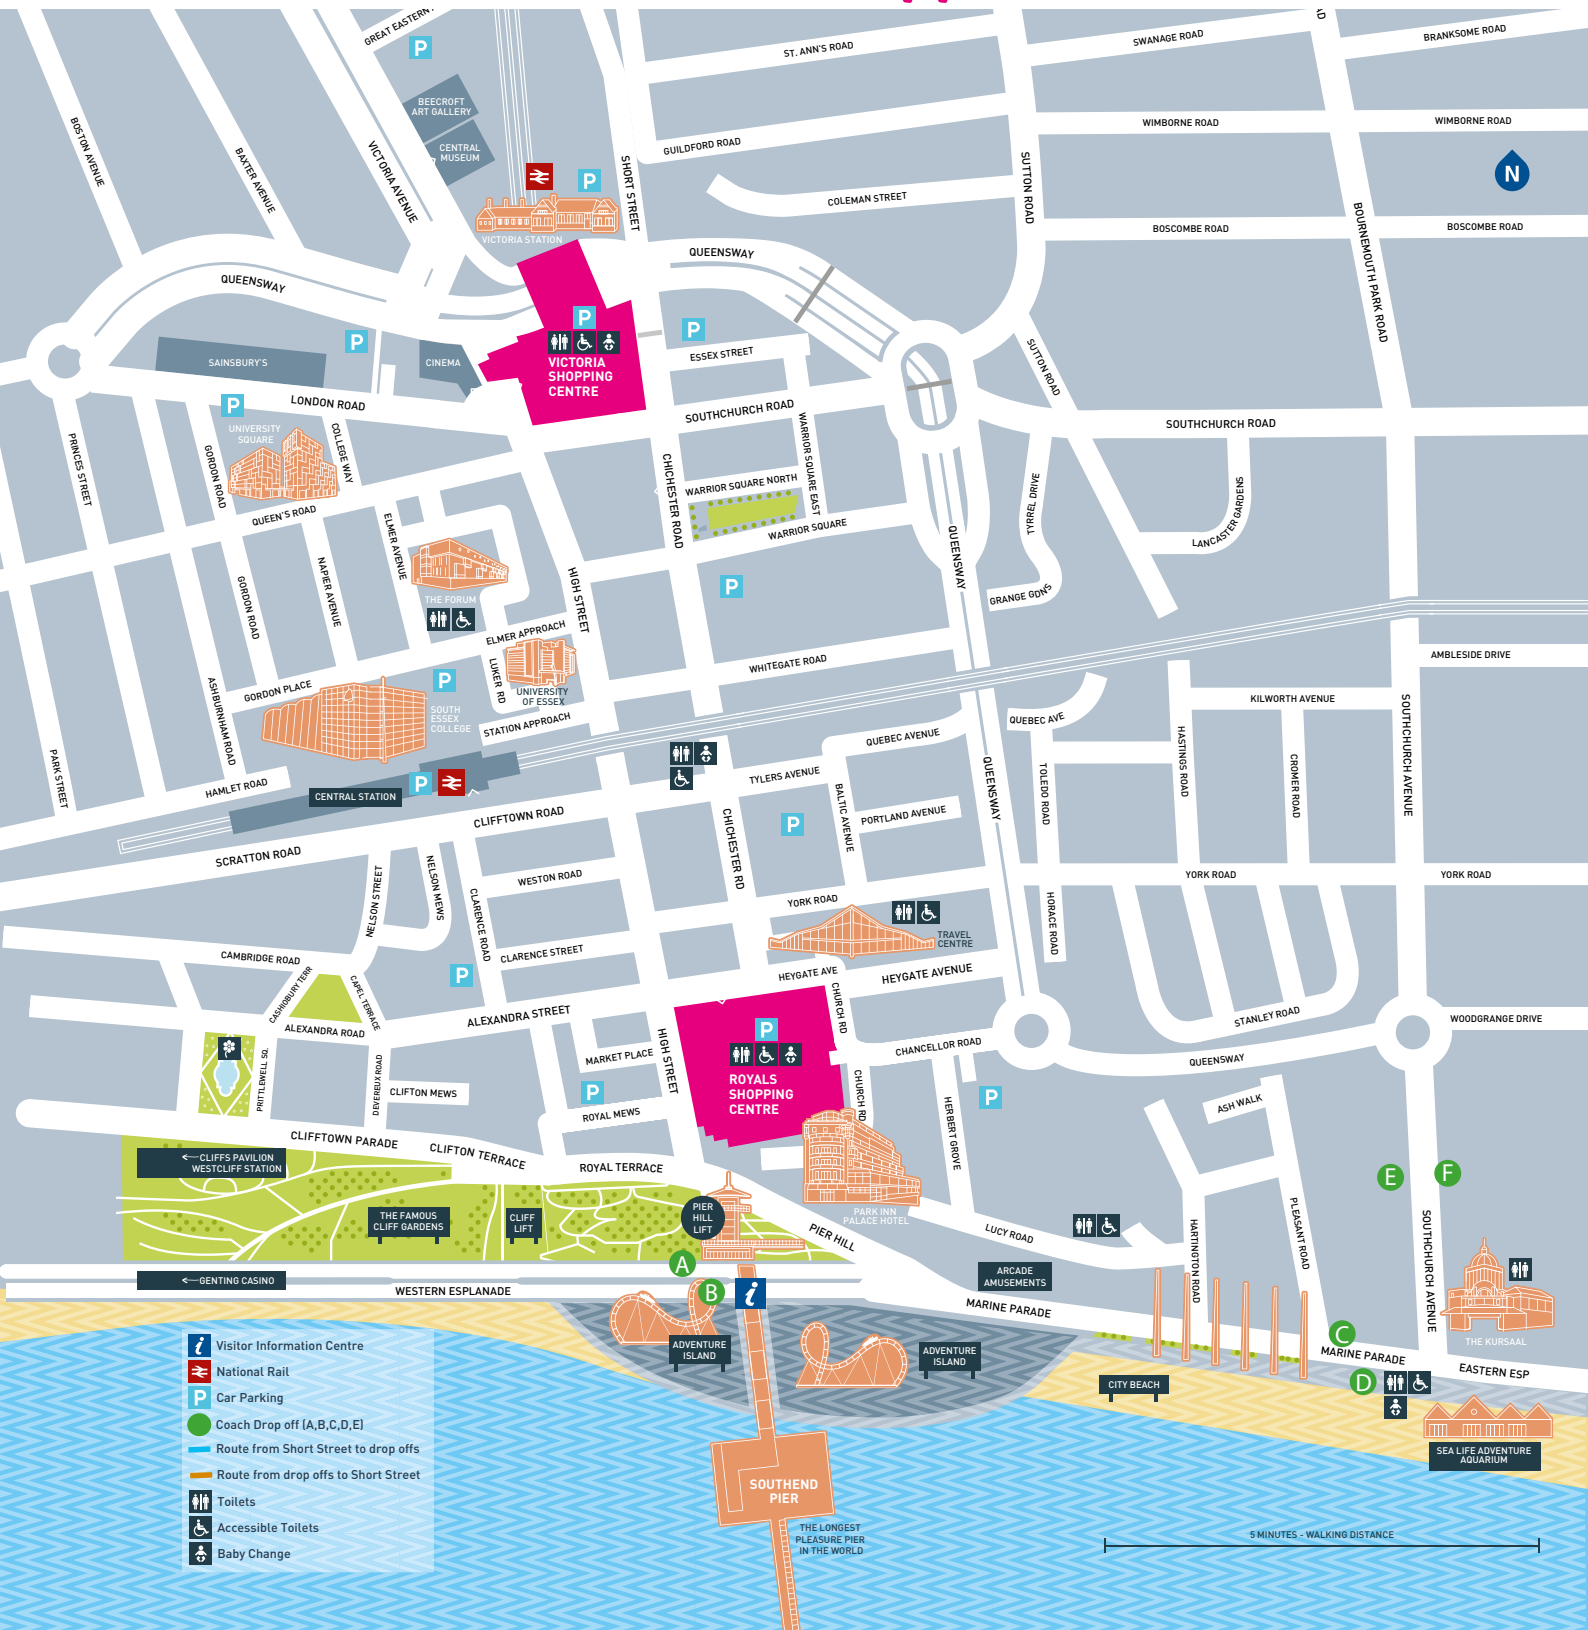 GREAT EASTERN
P
ST. ANN'S ROAD
SWANAGE ROAD
BRANKSOME ROAD
BEECROFT
ART GALLERY
CENTRAL
MUSEUM
BOSTON AVENUE
BAXTER AVENUE
VICTORIA AVENUE
SHORT STREET
GUILDFORD ROAD
WIMBORNE ROAD
WIMBORNE ROAD
N
P
VICTORIA STATION
COLEMAN STREET
SUTTON ROAD
BOSCOMBE ROAD
BOSCOMBE ROAD
BOURNEMOUTH PARK ROAD
QUEENSWAY
QUEENSWAY
P
P
P
SAINSBURY'S
CINEMA
VICTORIA
SHOPPING
CENTRE
ESSEX STREET
SUTTON ROAD
LONDON ROAD
P
SOUTHCHURCH ROAD
SOUTHCHURCH ROAD
UNIVERSITY
SQUARE
COLLEGE WAY
PRINCES STREET
GORDON ROAD
WARRIOR SQUARE EAST
CHICHESTER ROAD
WARRIOR SQUARE NORTH
WARRIOR SQUARE
QUEEN'S ROAD
ELMER AVENUE
TYRREL DRIVE
LANCASTER GARDENS
QUEENSWAY
GORDON ROAD
NAPIER AVENUE
HIGH STREET
THE FORUM
P
GRANGE GDNS
ELMER APPROACH
LUKER RD
UNIVERSITY
OF ESSEX
WHITEGATE ROAD
AMBLESIDE DRIVE
GORDON PLACE
P
ASHBURNHAM ROAD
SOUTH
ESSEX
COLLEGE
STATION APPROACH
KILWORTH AVENUE
QUEBEC AVE
QUEBEC AVENUE
SOUTHCHURCH AVENUE
HASTINGS ROAD
CROMER ROAD
PARK STREET
HAMLET ROAD
P
CENTRAL STATION
TYLERS AVENUE
BALTIC AVENUE
QUEENSWAY
TOLEDO ROAD
CLIFFTOWN ROAD
PORTLAND AVENUE
P
CHICHESTER RD
SCRATTON ROAD
NELSON STREET
NELSON MEWS
CLARENCE ROAD
WESTON ROAD
YORK ROAD
YORK ROAD
YORK ROAD
HORACE ROAD
TRAVEL
CENTRE
CAMBRIDGE ROAD
CLARENCE STREET
P
HEYGATE AVE
HEYGATE AVENUE
CHURCH RD
CASHIOBURY TERR
CAPEL TERRACE
ALEXANDRA ROAD
ALEXANDRA STREET
STANLEY ROAD
WOODGRANGE DRIVE
PRITTLEWELL SQ.
DEVEREUX ROAD
MARKET PLACE
HIGH STREET
P
ROYALS
SHOPPING
CENTRE
CHANCELLOR ROAD
QUEENSWAY
CLIFTON MEWS
P
ROYAL MEWS
CHURCH RD
HERBERT GROVE
P
ASH WALK
CLIFFTOWN PARADE
CLIFTON TERRACE
ROYAL TERRACE
CLIFFS PAVILION
WESTCLIFF STATION
E
F
THE FAMOUS
CLIFF GARDENS
CLIFF
LIFT
PIER
HILL
LIFT
PARK INN
PALACE HOTEL
PIER HILL
LUCY ROAD
HARTINGTON ROAD
PLEASANT ROAD
SOUTHCHURCH AVENUE
A
GENTING CASINO
WESTERN ESPLANADE
B
i
ARCADE
AMUSEMENTS
MARINE PARADE
C
THE KURSAAL
ADVENTURE
ISLAND
ADVENTURE
ISLAND
MARINE PARADE
EASTERN ESP
D
CITY BEACH
SEA LIFE ADVENTURE
AQUARIUM
i Visitor Information Centre
National Rail
P Car Parking
Coach Drop off (A,B,C,D,E)
Route from Short Street to drop offs
Route from drop offs to Short Street
Toilets
Accessible Toilets
Baby Change
SOUTHEND
PIER
THE LONGEST
PLEASURE PIER
IN THE WORLD
5 MINUTES - WALKING DISTANCE